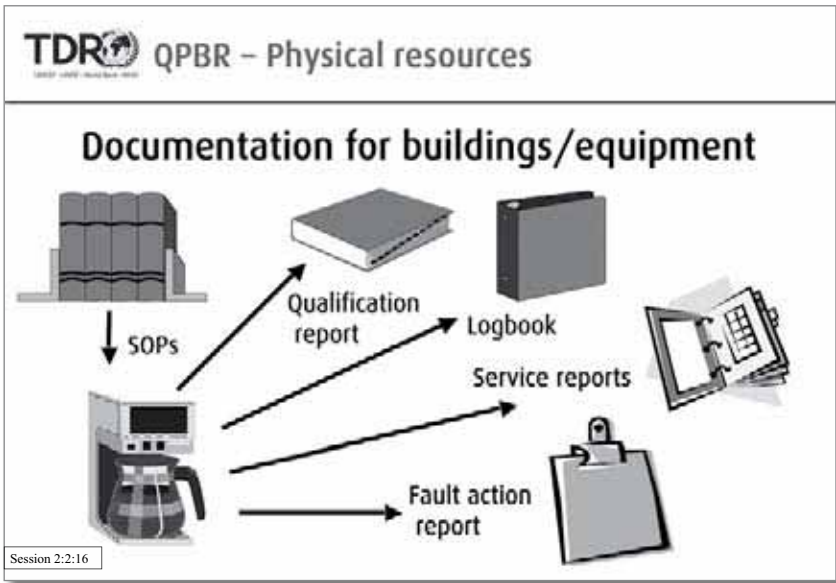 TDR QPBR – Physical resources
Documentation for buildings/equipment
SOPs
Qualification
report
Logbook
Service reports
Fault action
report
Session 2:2:16